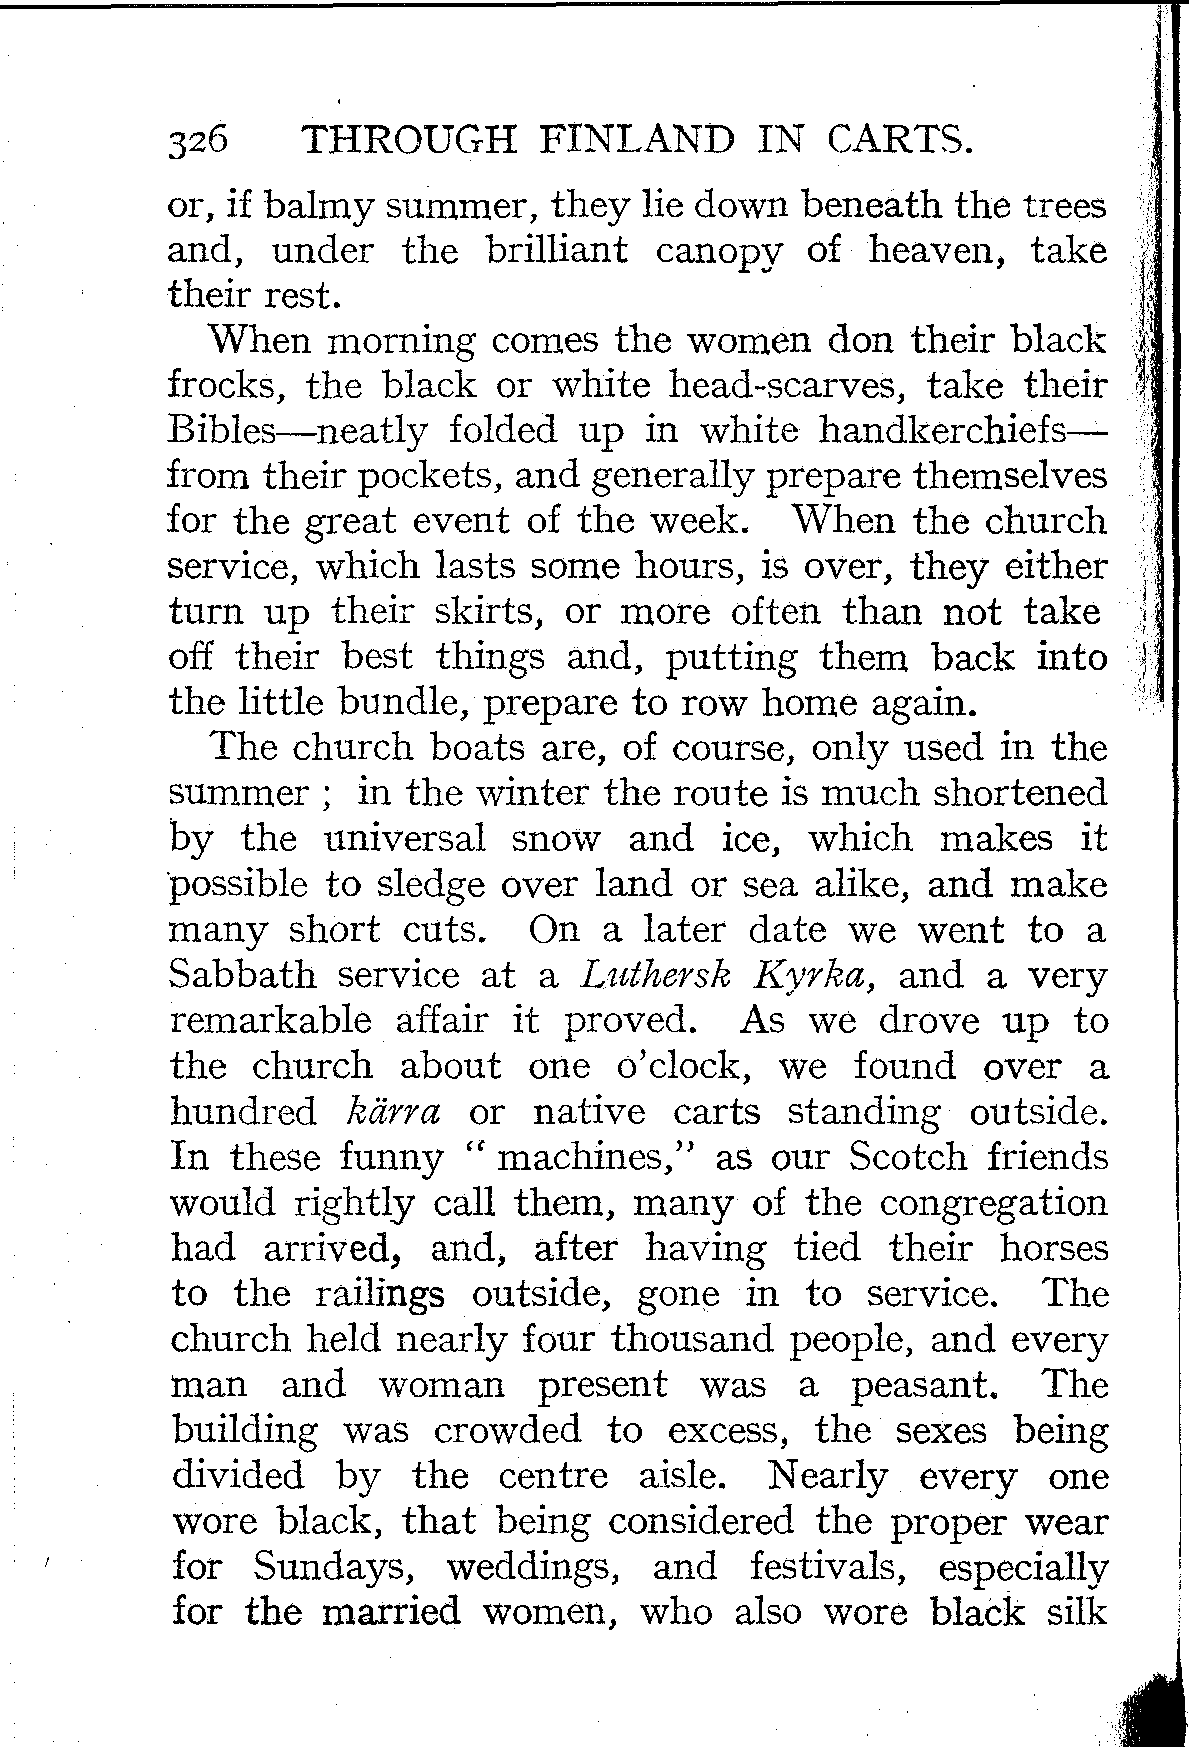 326 THROUGH FINLAND IN CARTS.
or, if balmy summer, they lie down beneath the trees
and, under the brilliant canopy of heaven, take
their rest.
When morning comes the women don their black
frocks, the black or white head-scarves, take their
Bibles—neatly folded up in white handkerchiefs—
from their pockets, and generally prepare themselves
for the great event of the week. When the church
service, which lasts some hours, is over, they either
turn up their skirts, or more often than not take
off their best things and, putting them back into
the little bundle, prepare to row home again.
The church boats are, of course, only used in the
summer ; in the winter the route is much shortened
by the universal snow and ice, which makes it
possible to sledge over land or sea alike, and make
many short cuts. On a later date we went to a
Sabbath service at a Luthersk Kyrka, and a very
remarkable affair it proved. As we drove up to
the church about one o'clock, we found over a
hundred kärra or native carts standing outside.
In these funny " machines," as our Scotch friends
would rightly call them, many of the congregation
had arrived, and, after having tied their horses
to the railings outside, gone in to service. The
church held nearly four thousand people, and every
man and woman present was a peasant. The
building was crowded to excess, the sexes being
divided by the centre aisle. Nearly every one
wore black, that being considered the proper wear
for Sundays, weddings, and festivals, especially
for the married women, who also wore black silk